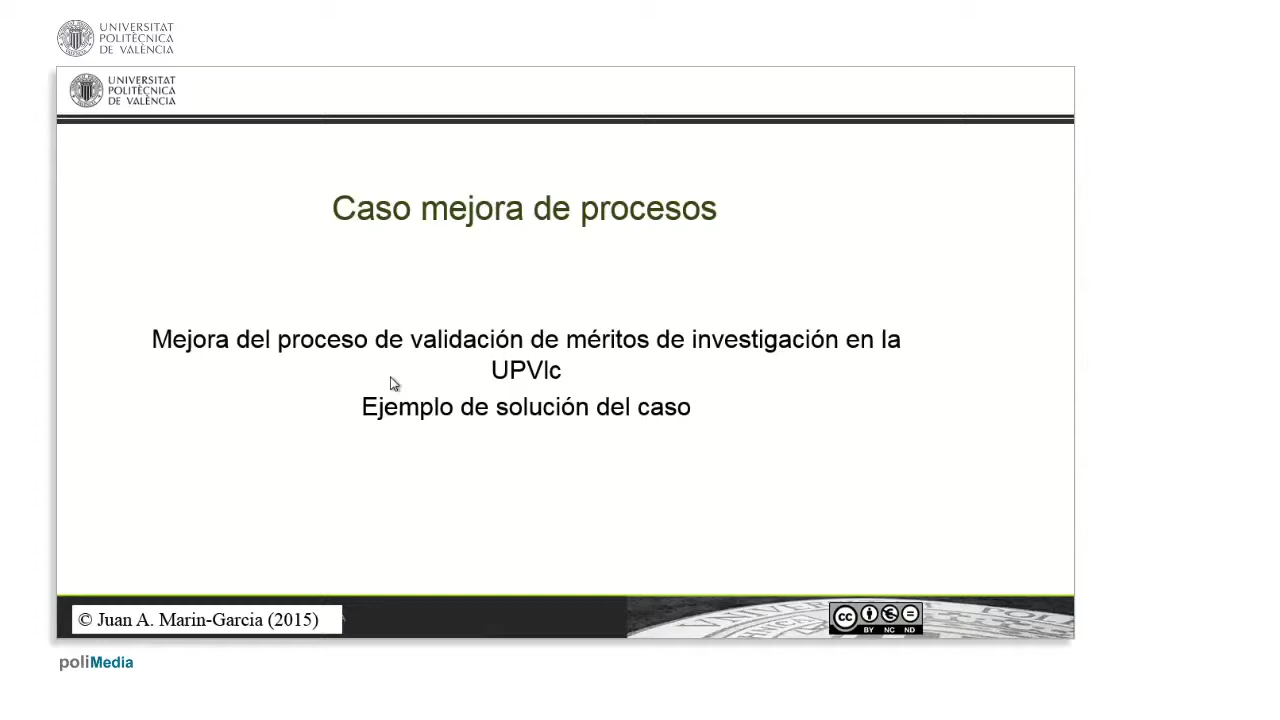 UNIVERSITAT
POLITÈCNICA
DE VALÈNCIA
UNIVERSITAT
POLITÈCNICA
DE VALÈNCIA
Caso mejora de procesos
Mejora del proceso de validación de méritos de investigación en la
UPVlc
Ejemplo de solución del caso
© Juan A. Marin-Garcia (2015)
cc
BY NC ND
poliMedia